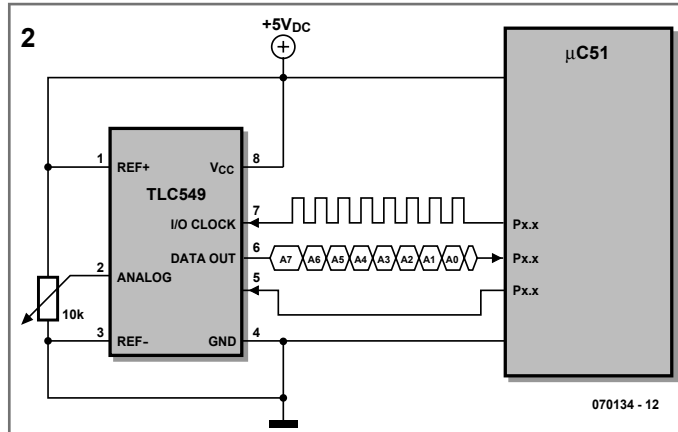 2
+5VDC
μC51
1
REF+
VCC
8
TLC549
I/O CLOCK
7
Px.x
DATA OUT
6
A7 A6 A5 A4 A3 A2 A1 A0
Px.x
2
ANALOG
5
Px.x
10k
3
REF-
GND
4
070134 - 12